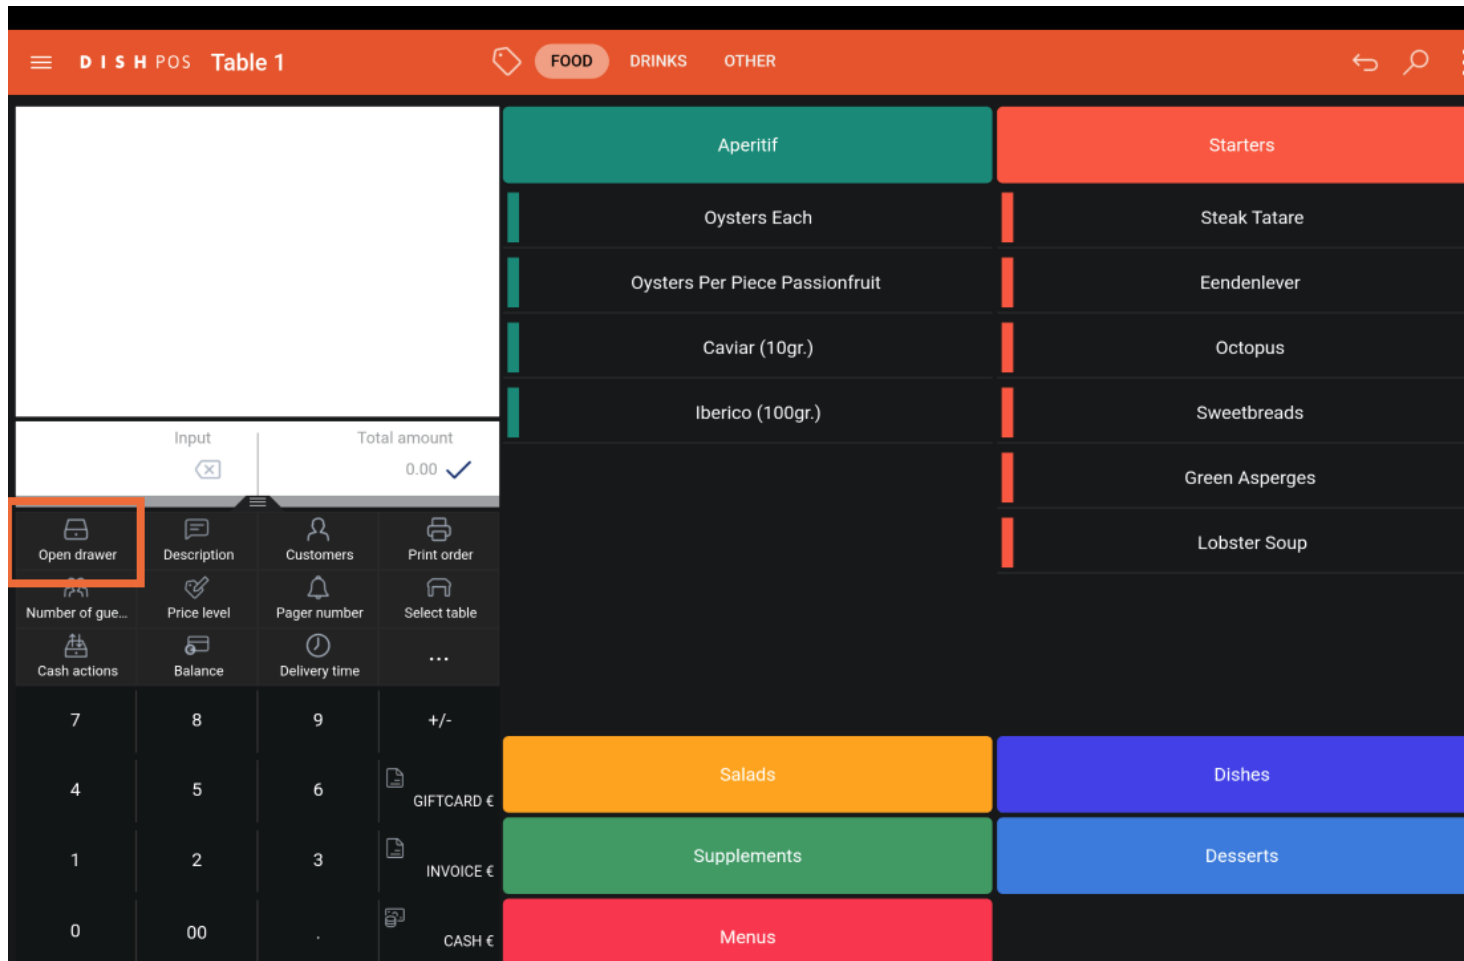 DISH POS Table 1
FOOD DRINKS OTHER
Aperitif
Starters
Oysters Each
Steak Tatare
Oysters Per Piece Passionfruit
Eendenlever
Caviar (10gr.)
Octopus
Iberico (100gr.)
Sweetbreads
Green Asperges
Lobster Soup
Input
Total amount
0.00
Open drawer
Description
Customers
Print order
Number of gue...
Price level
Pager number
Select table
Cash actions
Balance
Delivery time
...
7 8 9 +/-
4 5 6 GIFTCARD €
1 2 3 INVOICE €
0 00 . CASH €
Salads
Dishes
Supplements
Desserts
Menus